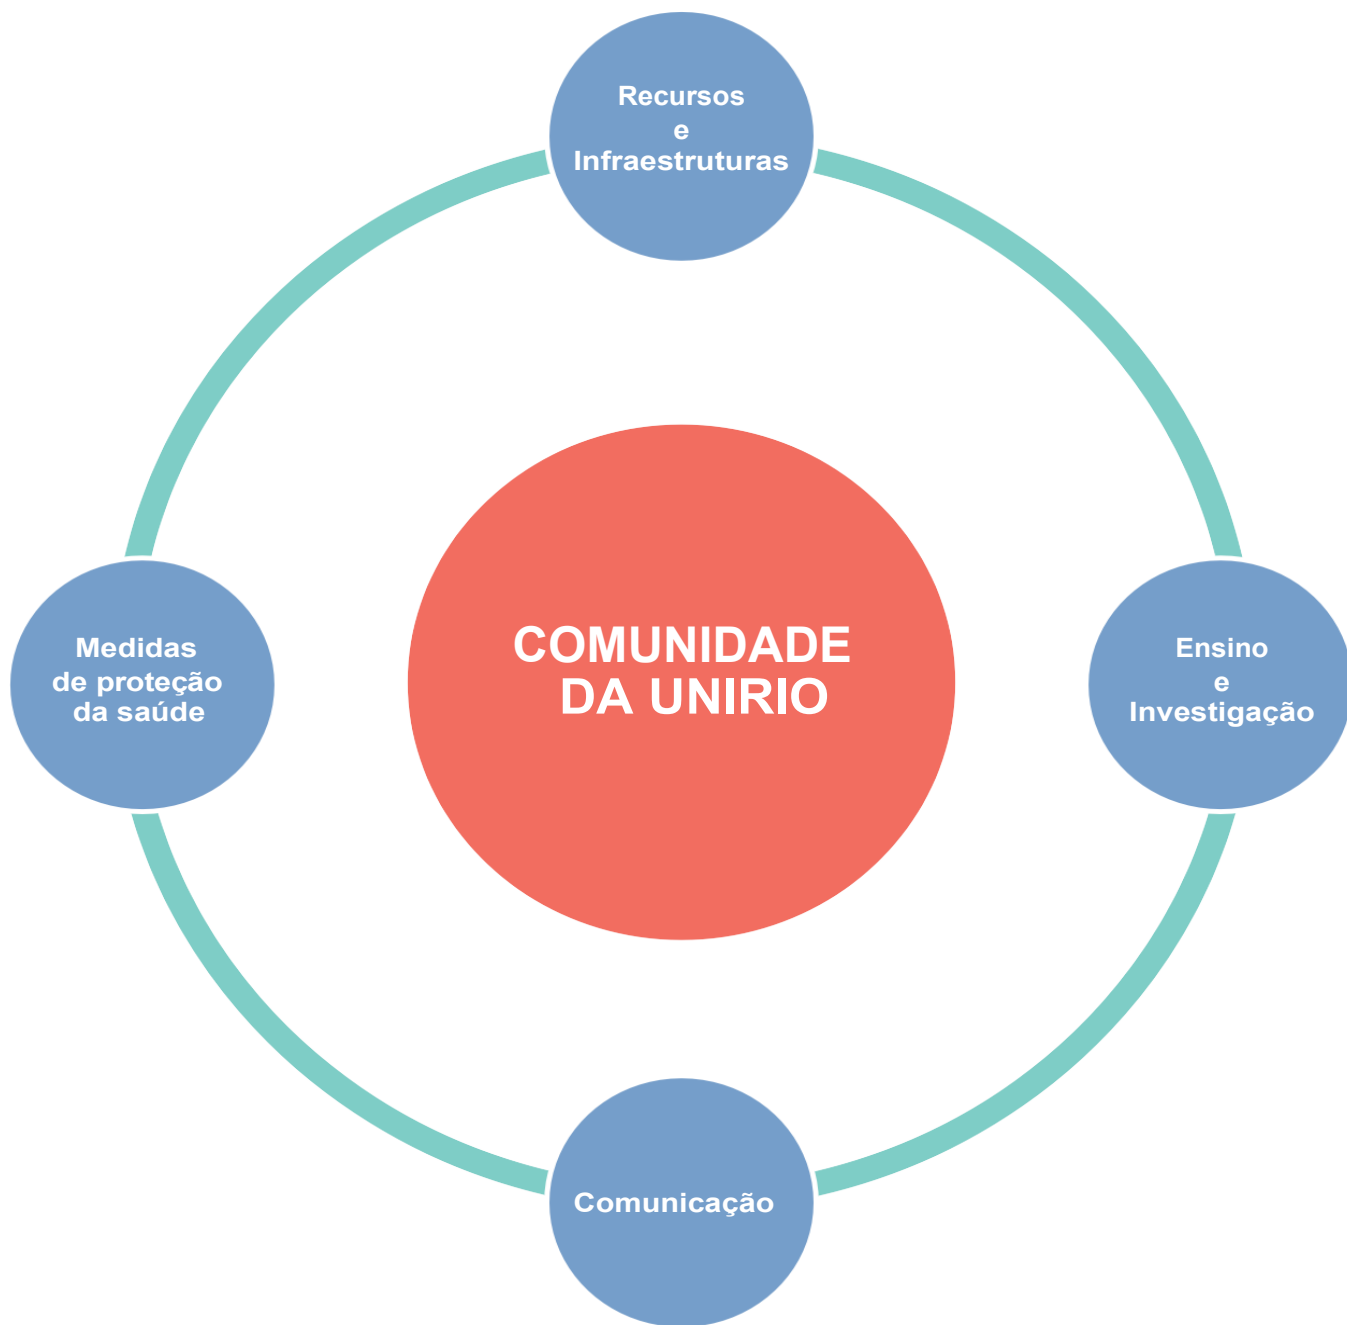 Recursos
e
Infraestruturas
COMUNIDADE
DA UNIRIO
Medidas
de proteção
da saúde
Ensino
e
Investigação
Comunicação